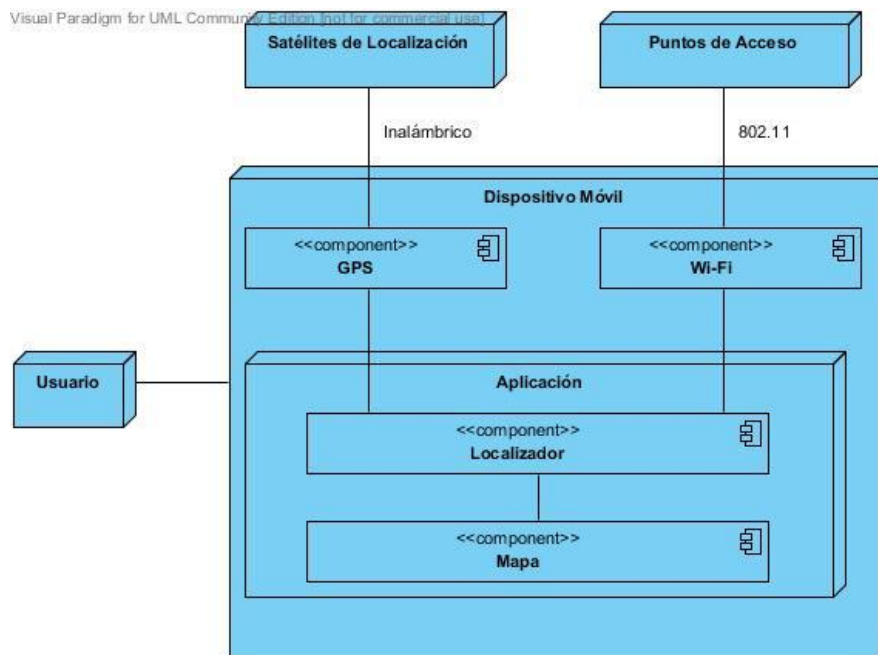 Visual Paradigm for UML Community Edition [not for commercial use]
Satélites de Localización
Puntos de Acceso
Inalámbrico
802.11
Dispositivo Móvil
<<component>>
GPS
<<component>>
Wi-Fi
Usuario
Aplicación
<<component>>
Localizador
<<component>>
Mapa